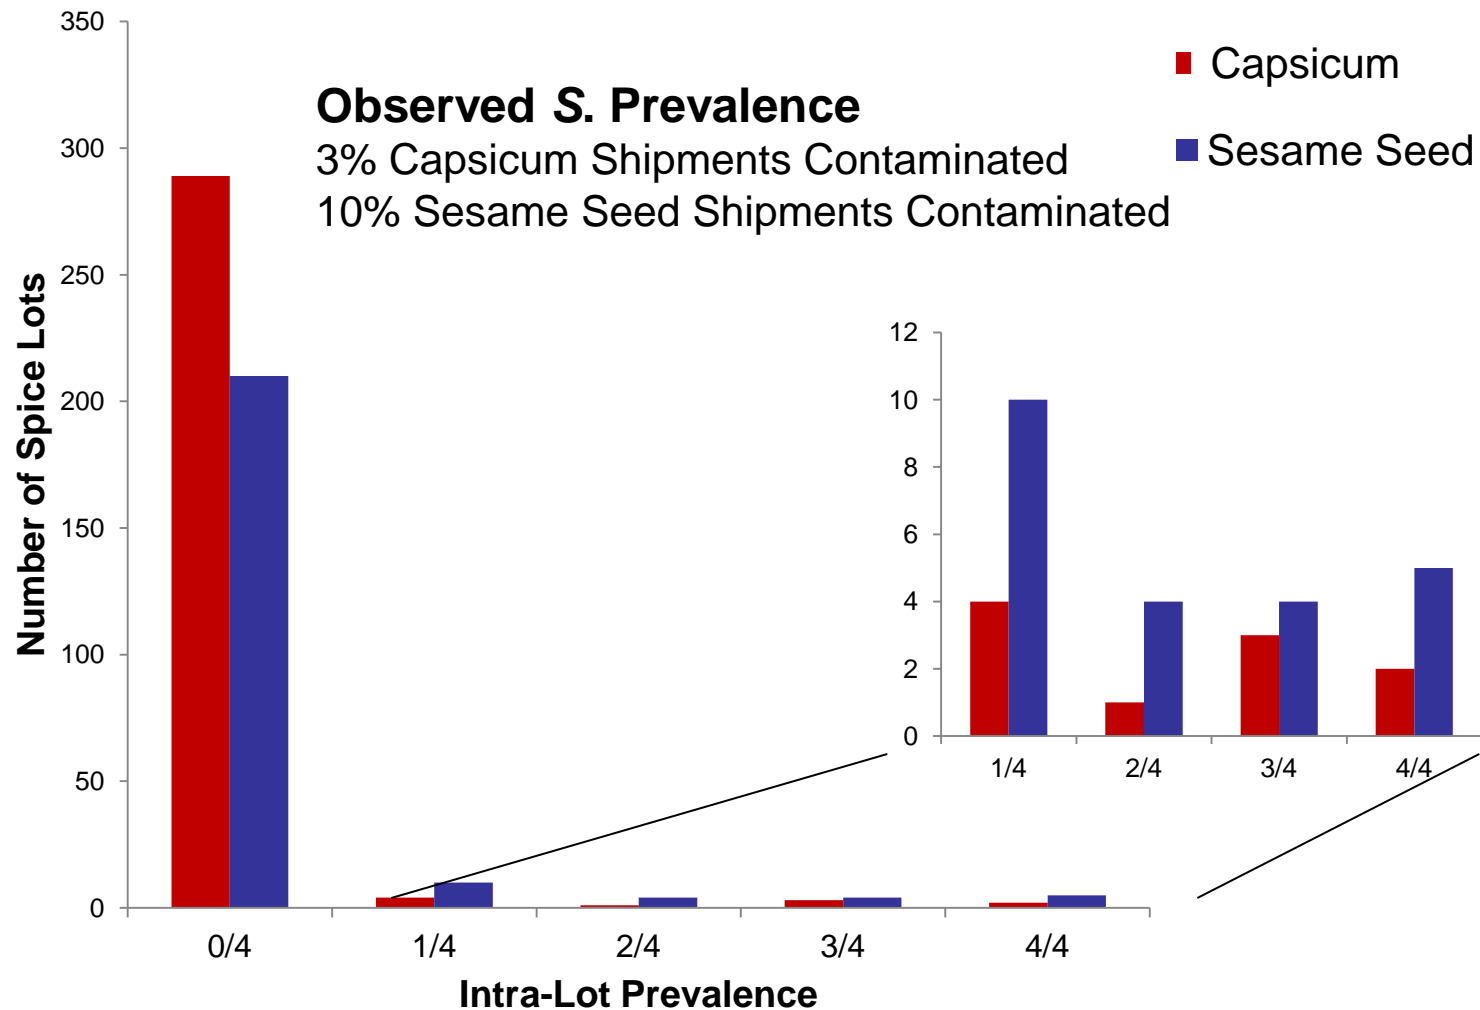 350
300
250
200
150
100
50
0
Number of Spice Lots
Observed S. Prevalence
3% Capsicum Shipments Contaminated
10% Sesame Seed Shipments Contaminated
Capsicum
Sesame Seed
12
10
8
6
4
2
0
1/4 2/4 3/4 4/4
0/4 1/4 2/4 3/4 4/4
Intra-Lot Prevalence